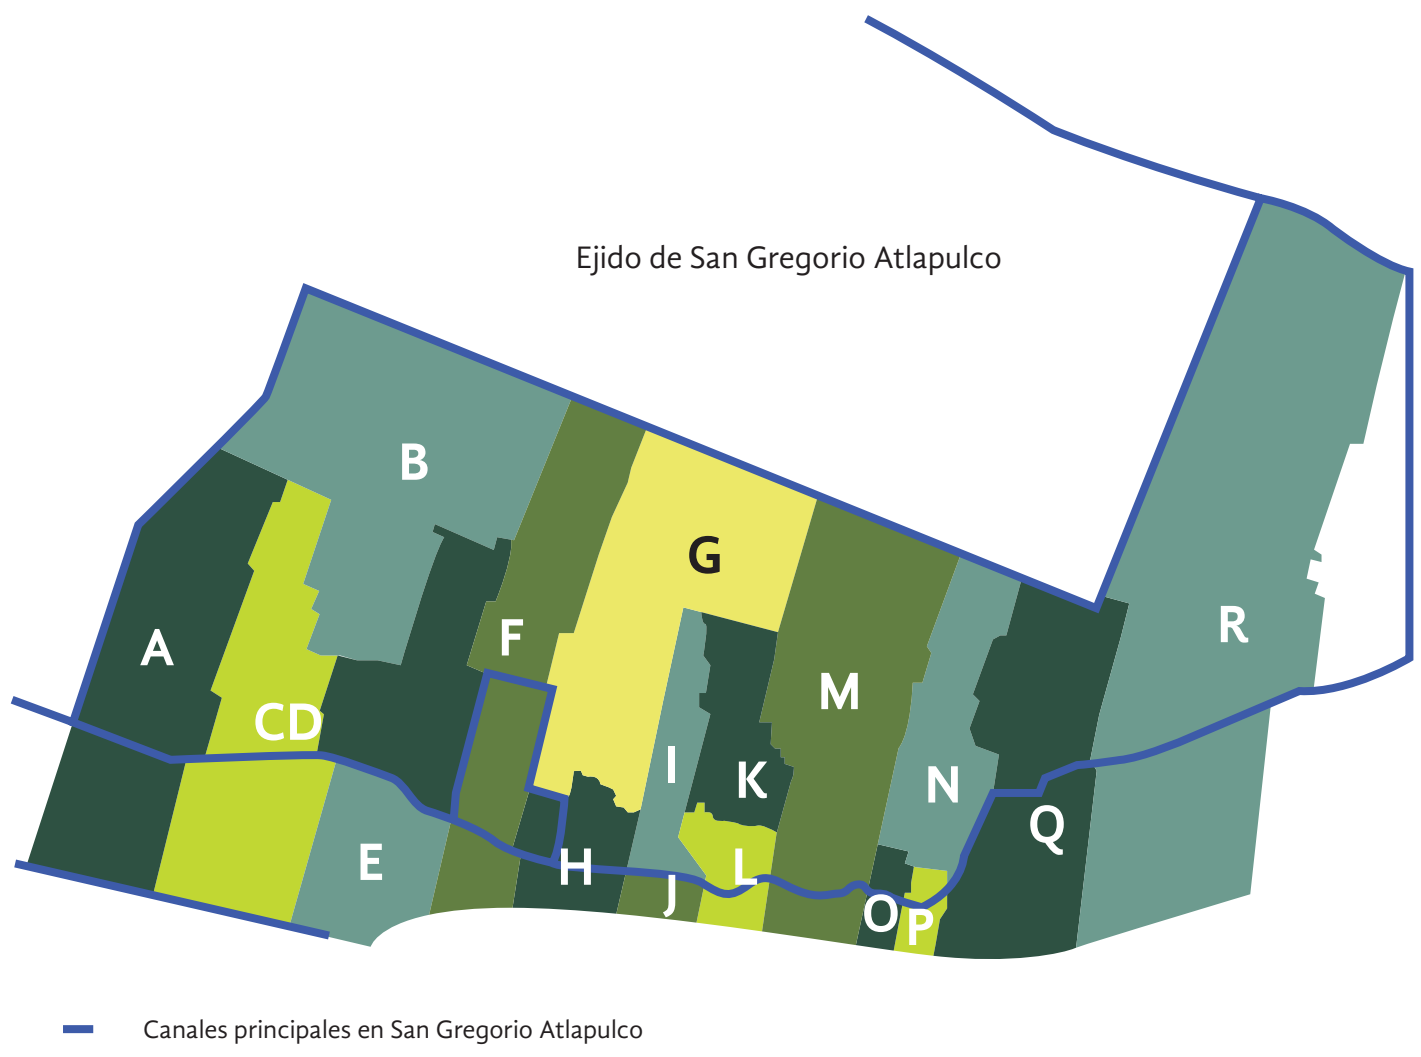 Ejido de San Gregorio Atlapulco
B
G
R
F
A
M
CD
I
K
N
Q
E
H
L
J
O
P
Canales principales en San Gregorio Atlapulco